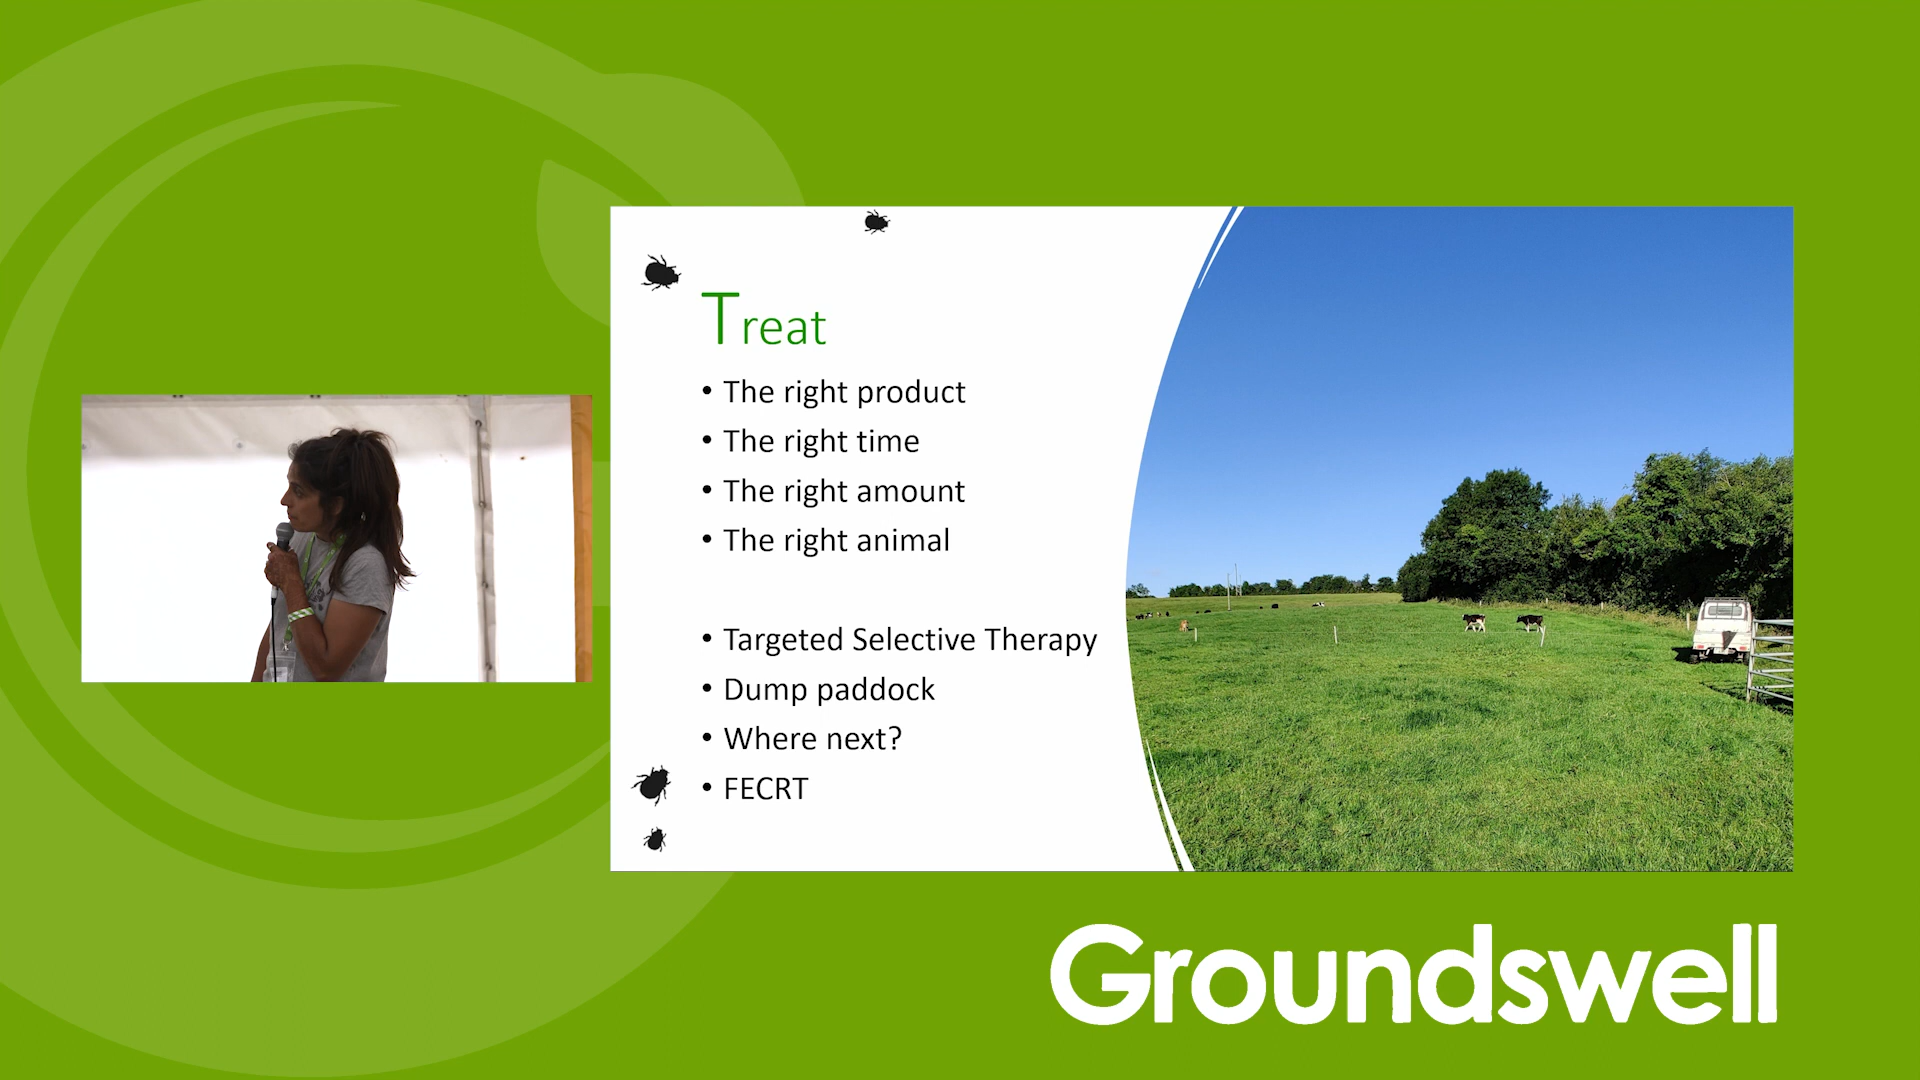 Treat
• The right product
• The right time
• The right amount
• The right animal
• Targeted Selective Therapy
• Dump paddock
• Where next?
• FECRT
Groundswell